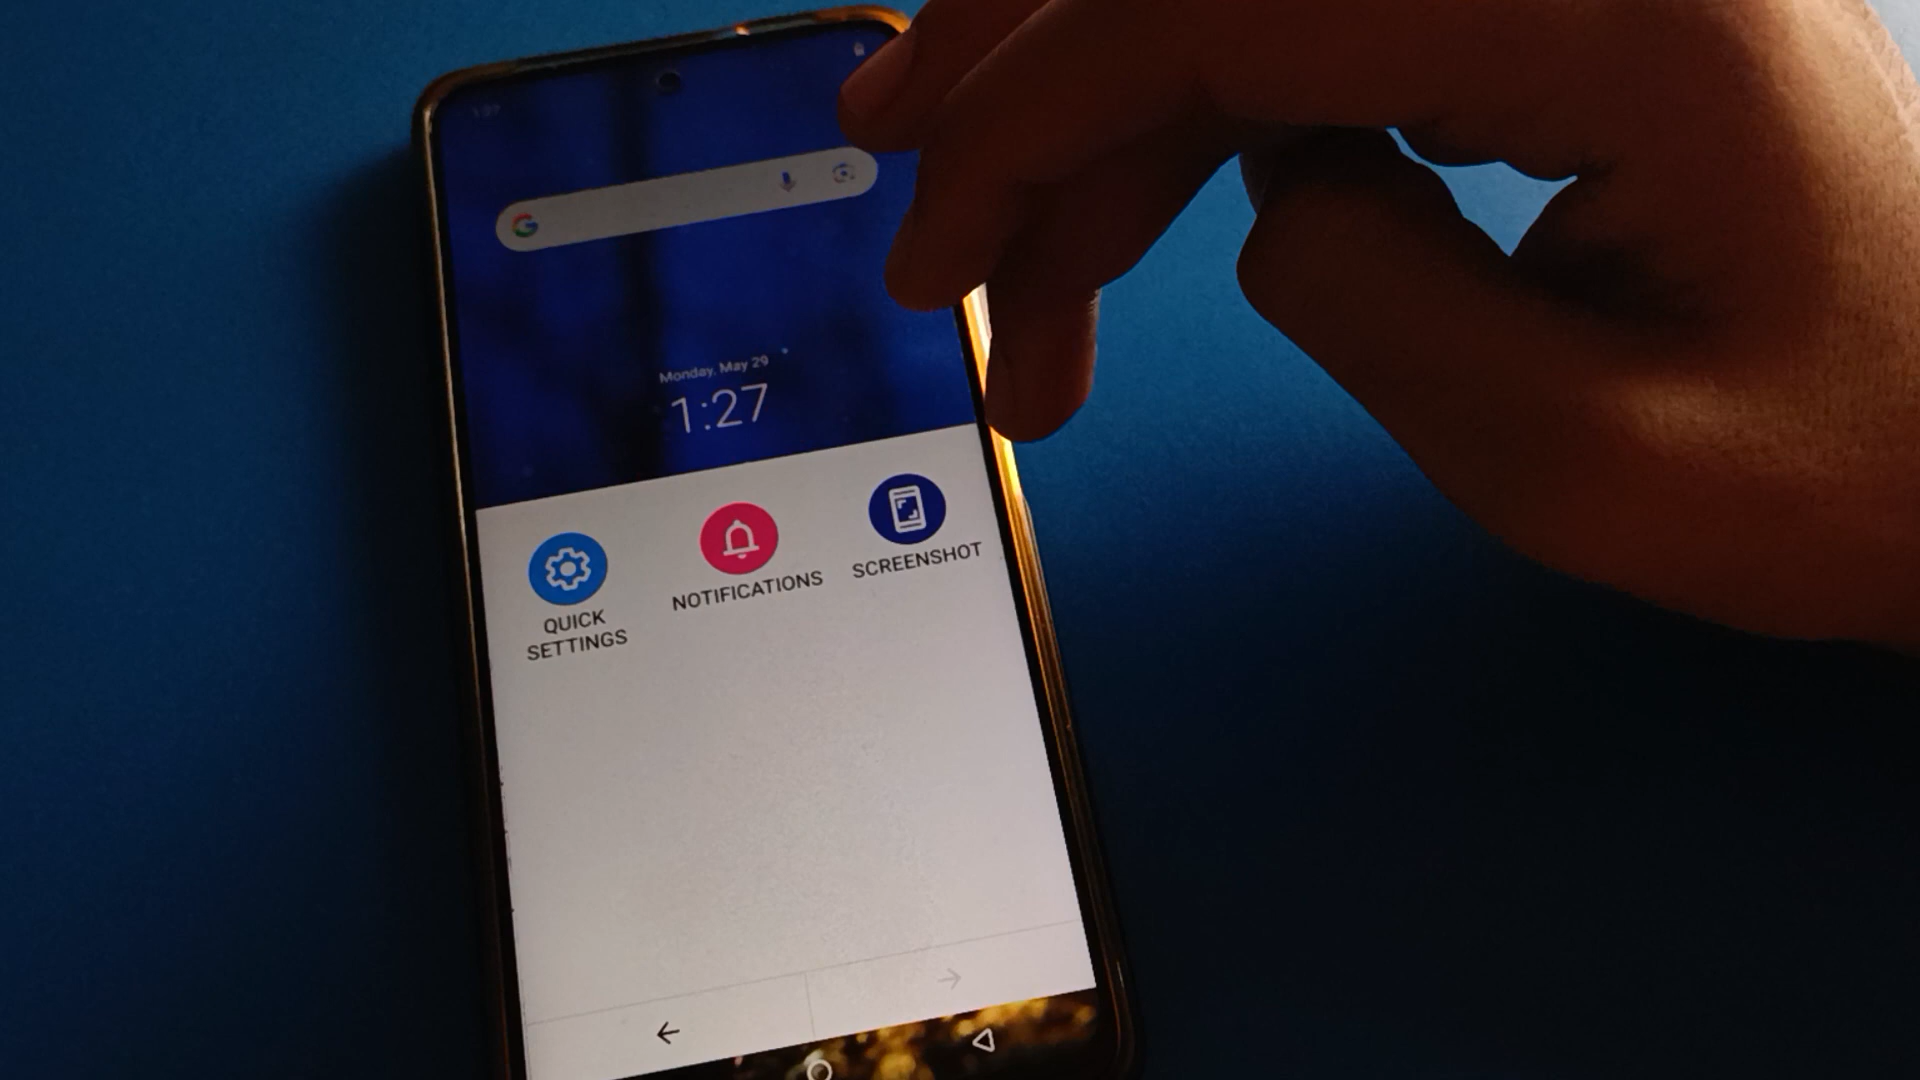 G
Monday, May 29
1:27
QUICK
SETTINGS
NOTIFICATIONS
SCREENSHOT